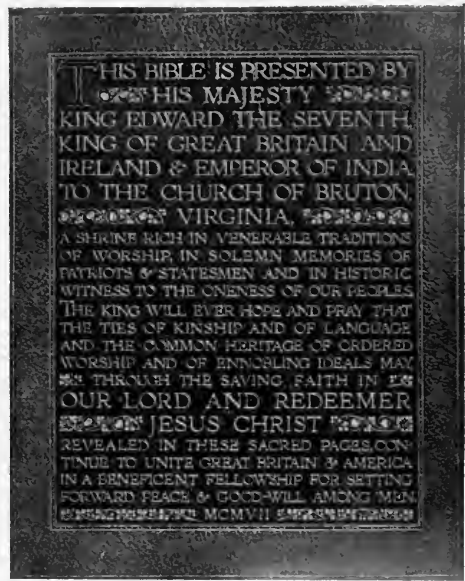 THIS BIBLE IS PRESENTED BY
HIS MAJESTY
KING EDWARD THE SEVENTH,
KING OF GREAT BRITAIN AND
IRELAND & EMPEROR OF INDIA,
TO THE CHURCH OF BRUTON,
VIRGINIA,
A SHRINE RICH IN VENERABLE TRADITIONS
OF WORSHIP, IN SOLEMN MEMORIES OF
PATRIOTS & STATESMEN AND IN HISTORIC
WITNESS TO THE ONENESS OF OUR PEOPLES
THE KING WILL EVER HOPE AND PRAY THAT
THE TIES OF KINSHIP AND OF LANGUAGE
AND THE COMMON HERITAGE OF ORDERED
WORSHIP AND OF ENNOBLING IDEALS MAY
THROUGH THE SAVING FAITH IN
OUR LORD AND REDEEMER
JESUS CHRIST
REVEALED IN THESE SACRED PAGES, CON-
TINUE TO UNITE GREAT BRITAIN & AMERICA
IN A BENEFICENT FELLOWSHIP FOR SETTING
FORWARD PEACE & GOOD-WILL AMONG MEN
MCMVII